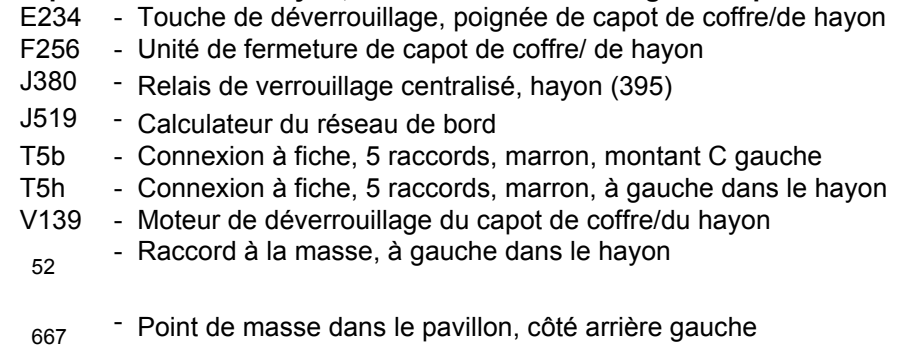 E234 - Touche de déverrouillage, poignée de capot de coffre/de hayon
F256 - Unité de fermeture de capot de coffre/ de hayon
J380 - Relais de verrouillage centralisé, hayon (395)
J519 - Calculateur du réseau de bord
T5b - Connexion à fiche, 5 raccords, marron, montant C gauche
T5h - Connexion à fiche, 5 raccords, marron, à gauche dans le hayon
V139 - Moteur de déverrouillage du capot de coffre/du hayon
52 - Raccord à la masse, à gauche dans le hayon
667 - Point de masse dans le pavillon, côté arrière gauche